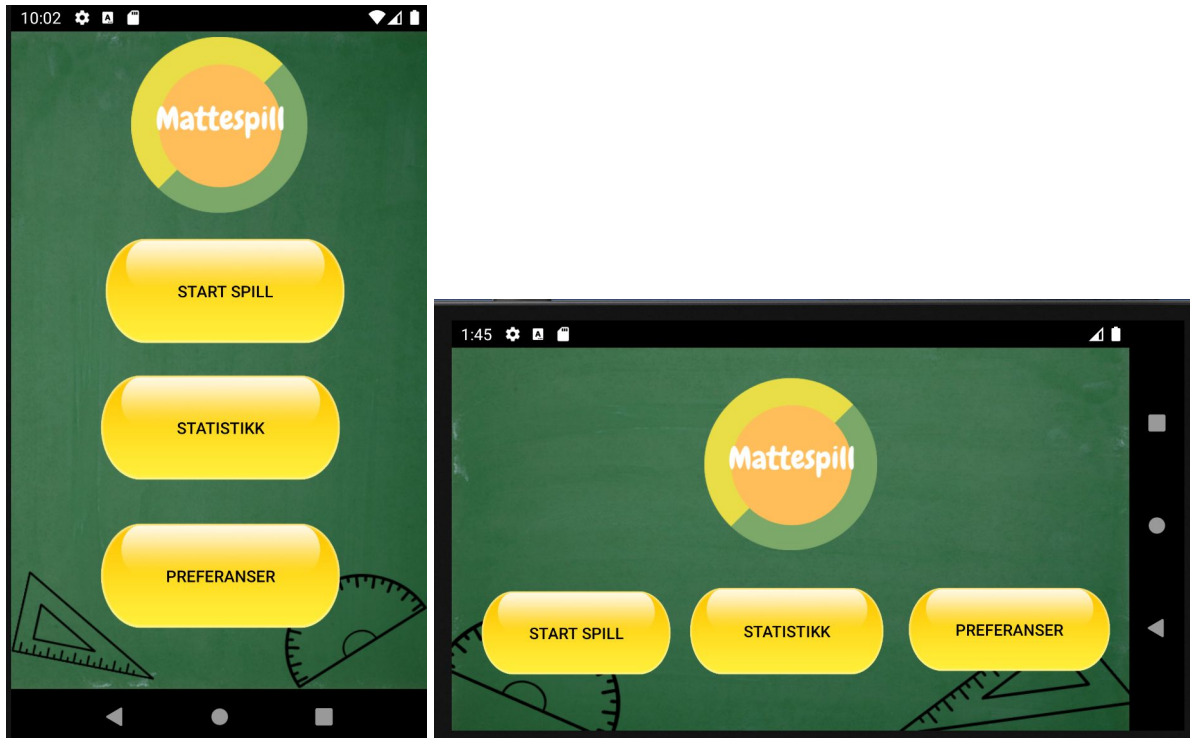 10:02
Mattespill
START SPILL
STATISTIKK
PREFERANSER
1:45
Mattespill
START SPILL
STATISTIKK
PREFERANSER